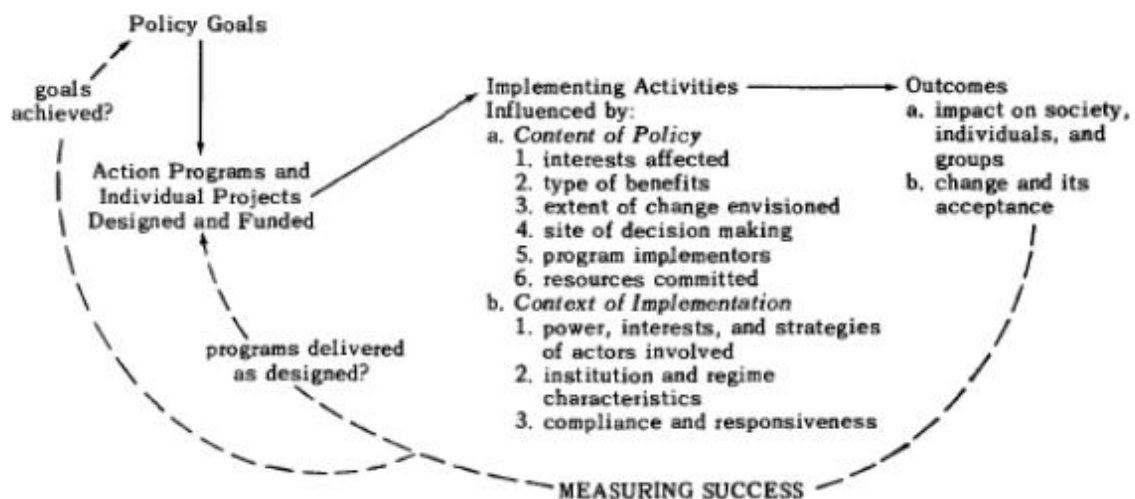 Policy Goals
goals
achieved?
Action Programs and
Individual Projects
Designed and Funded
programs delivered
as designed?
Implementing Activities
Influenced by:
a. Content of Policy
1. interests affected
2. type of benefits
3. extent of change envisioned
4. site of decision making
5. program implementors
6. resources committed
b. Context of Implementation
1. power, interests, and strategies
of actors involved
2. institution and regime
characteristics
3. compliance and responsiveness
Outcomes
a. impact on society,
individuals, and
groups
b. change and its
acceptance
MEASURING SUCCESS